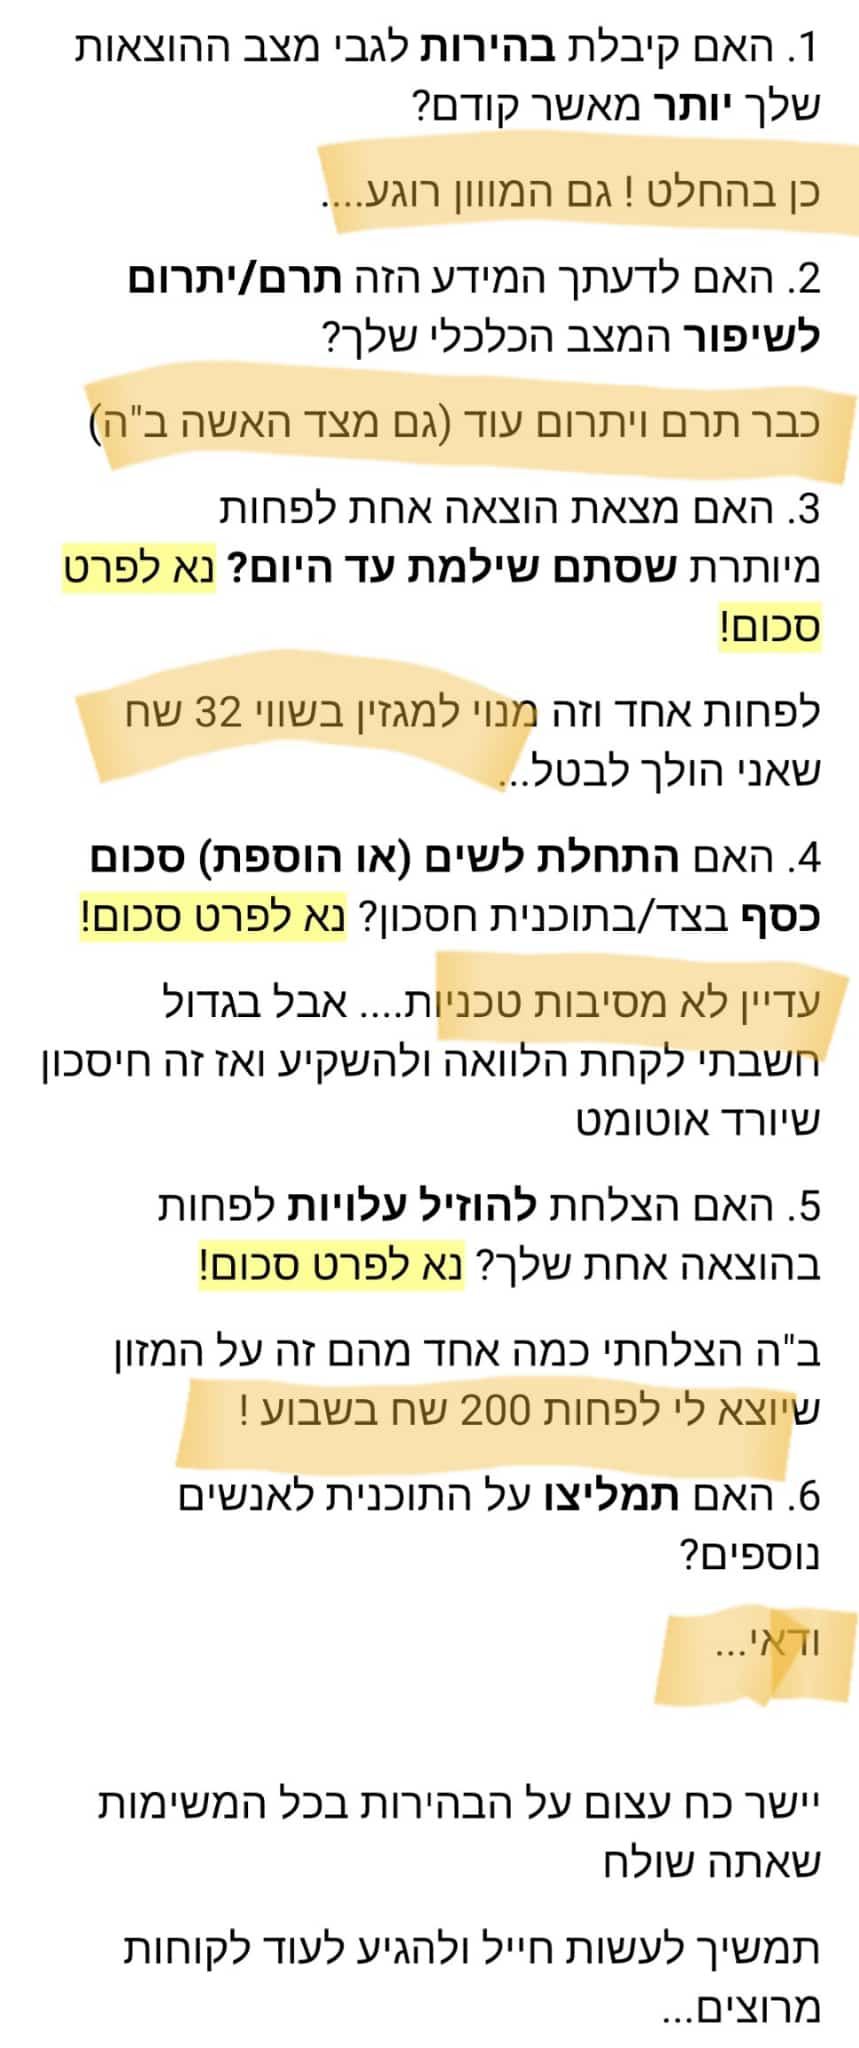 1. האם קיבלת בהירות לגבי מצב ההוצאות
שלך יותר מאשר קודם?
כן בהחלט ! גם המוווון רוגע....
2. האם לדעתך המידע הזה תרם/יתרום
לשיפור המצב הכלכלי שלך?
כבר תרם ויתרום עוד (גם מצד האשה ב"ה)
3. האם מצאת הוצאה אחת לפחות
מיותרת שסתם שילמת עד היום? נא לפרט
סכום!
לפחות אחד וזה מנוי למגזין בשווי 32 שח
שאני הולך לבטל...
4. האם התחלת לשים (או הוספת) סכום
כסף בצד/בתוכנית חסכון? נא לפרט סכום!
עדיין לא מסיבות טכניות.... אבל בגדול
חשבתי לקחת הלוואה ולהשקיע ואז זה חיסכון
שיורד אוטומט
5. האם הצלחת להוזיל עלויות לפחות
בהוצאה אחת שלך? נא לפרט סכום!
ב"ה הצלחתי כמה אחד מהם זה על המזון
שיוצא לי לפחות 200 שח בשבוע !
6. האם תמליצו על התוכנית לאנשים
נוספים?
ודאי...
יישר כח עצום על הבהירות בכל המשימות
שאתה שולח
תמשיך לעשות חייל ולהגיע לעוד לקוחות
מרוצים...